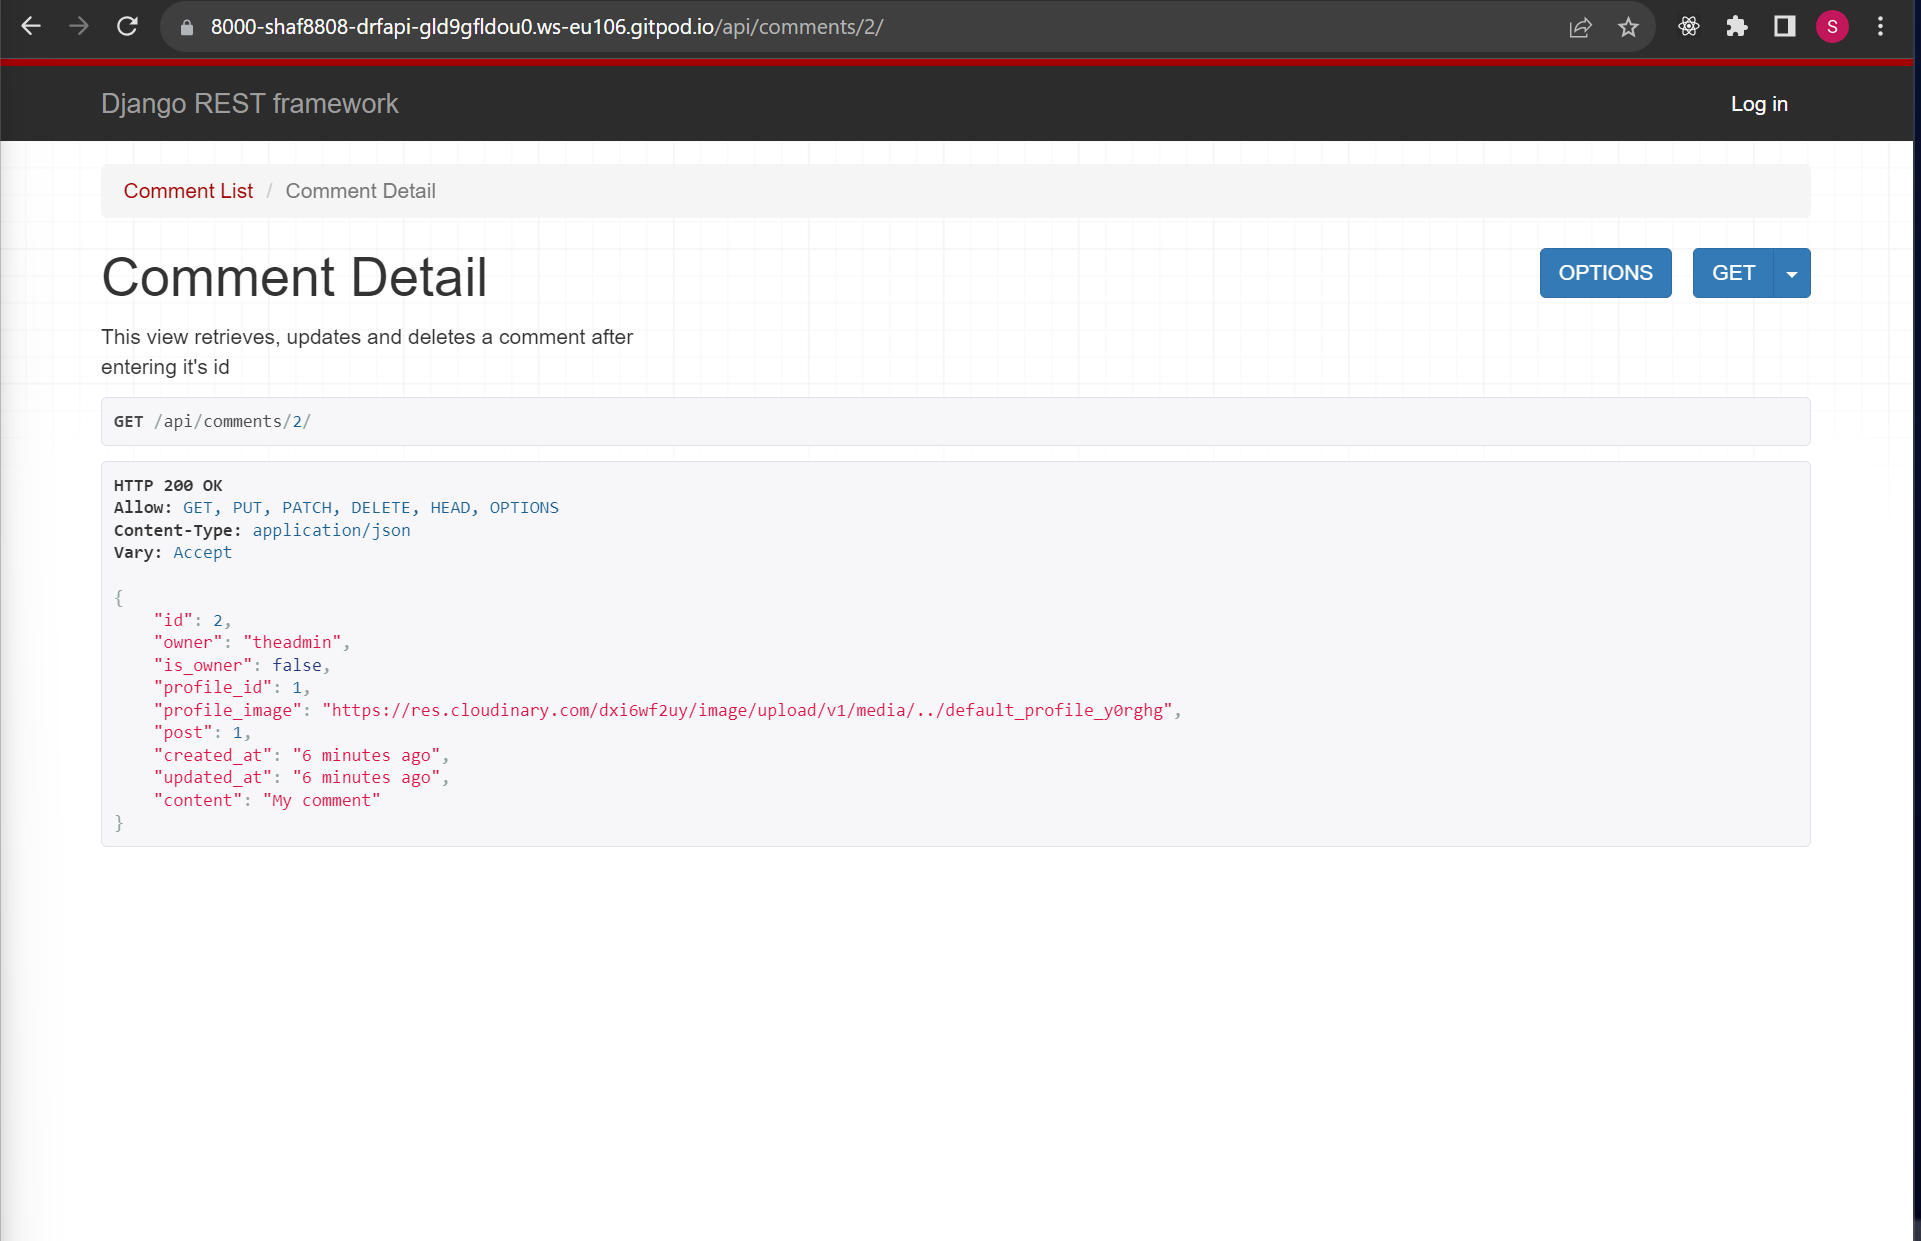 8000-shaf8808-drfapi-gld9gfldou0.ws-eu106.gitpod.io/api/comments/2/
S
Django REST framework
Log in
Comment List / Comment Detail
Comment Detail
OPTIONS
GET
This view retrieves, updates and deletes a comment after
entering it's id
GET /api/comments/2/
HTTP 200 OK
Allow: GET, PUT, PATCH, DELETE, HEAD, OPTIONS
Content-Type: application/json
Vary: Accept
{
    "id": 2,
    "owner": "theadmin",
    "is_owner": false,
    "profile_id": 1,
    "profile_image": "https://res.cloudinary.com/dxi6wf2uy/image/upload/v1/media/../default_profile_y0rghg",
    "post": 1,
    "created_at": "6 minutes ago",
    "updated_at": "6 minutes ago",
    "content": "My comment"
}